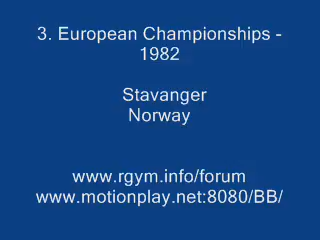 3. European Championships -
1982
Stavanger
Norway
www.rgym.info/forum
www.motionplay.net:8080/BB/